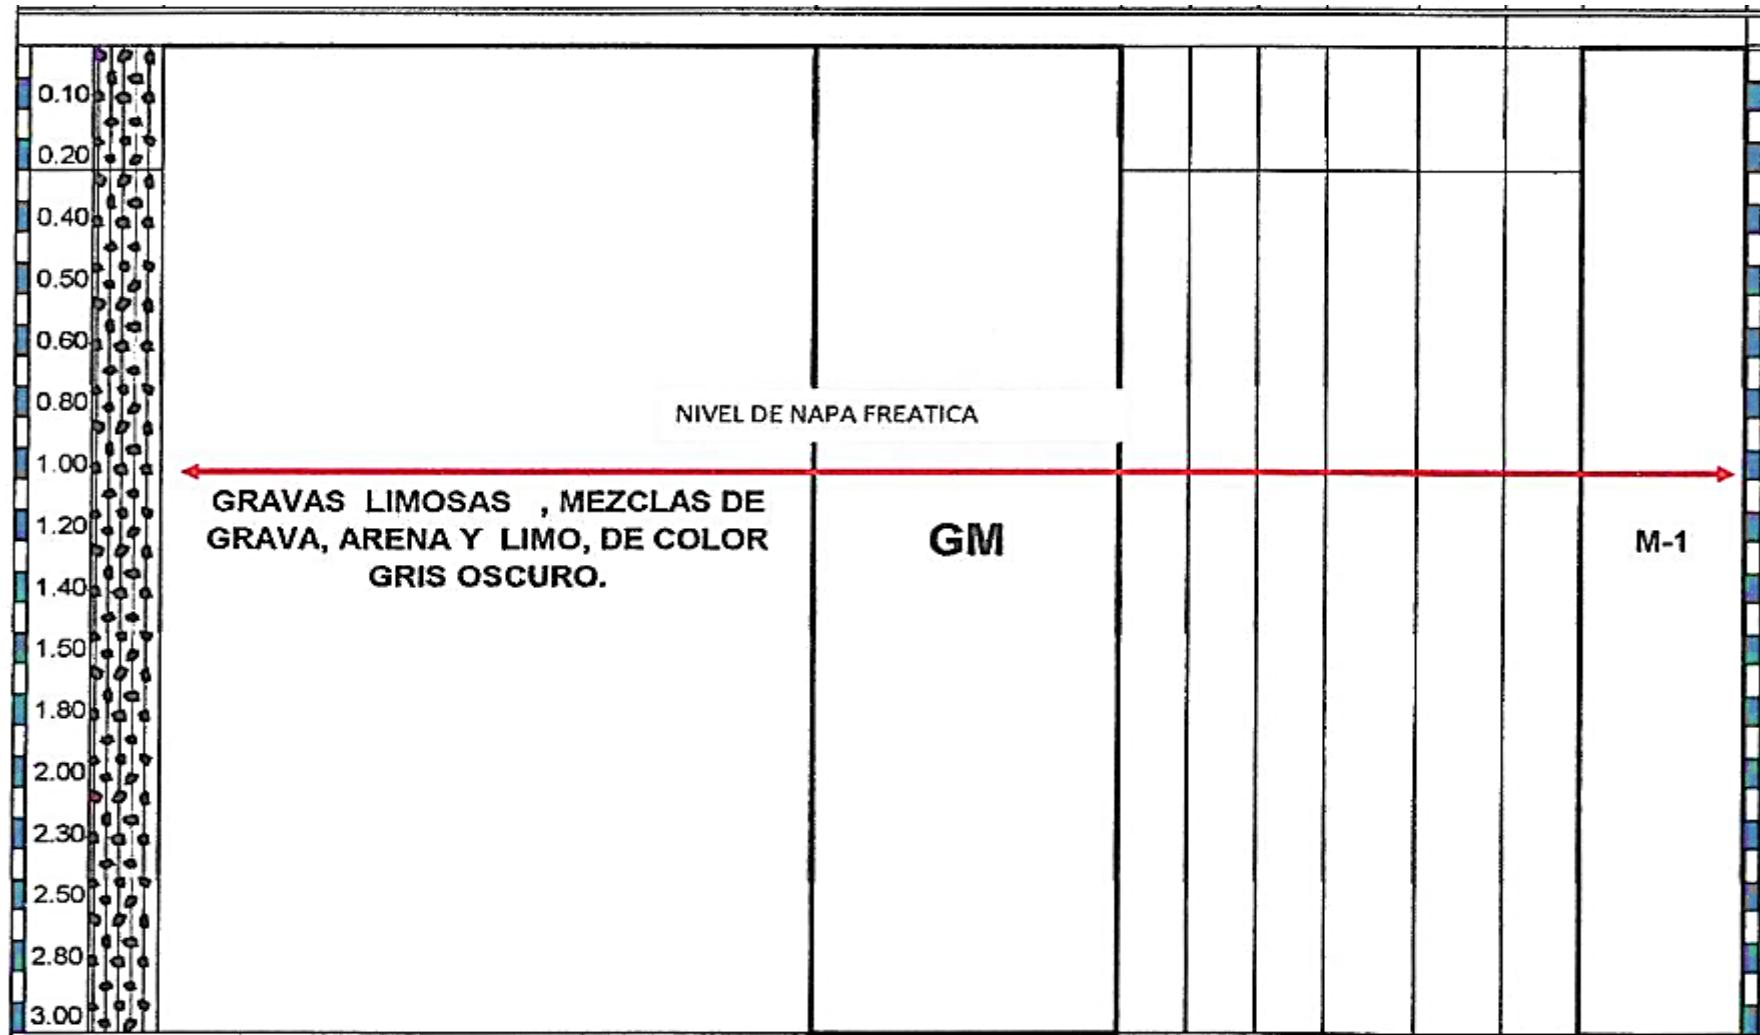 0.10
0.20
0.40
0.50
0.60
0.80
NIVEL DE NAPA FREATICA
1.00
GRAVAS LIMOSAS , MEZCLAS DE
GRAVA, ARENA Y LIMO, DE COLOR
GRIS OSCURO.
GM
M-1
1.20
1.40
1.50
1.80
2.00
2.30
2.50
2.80
3.00